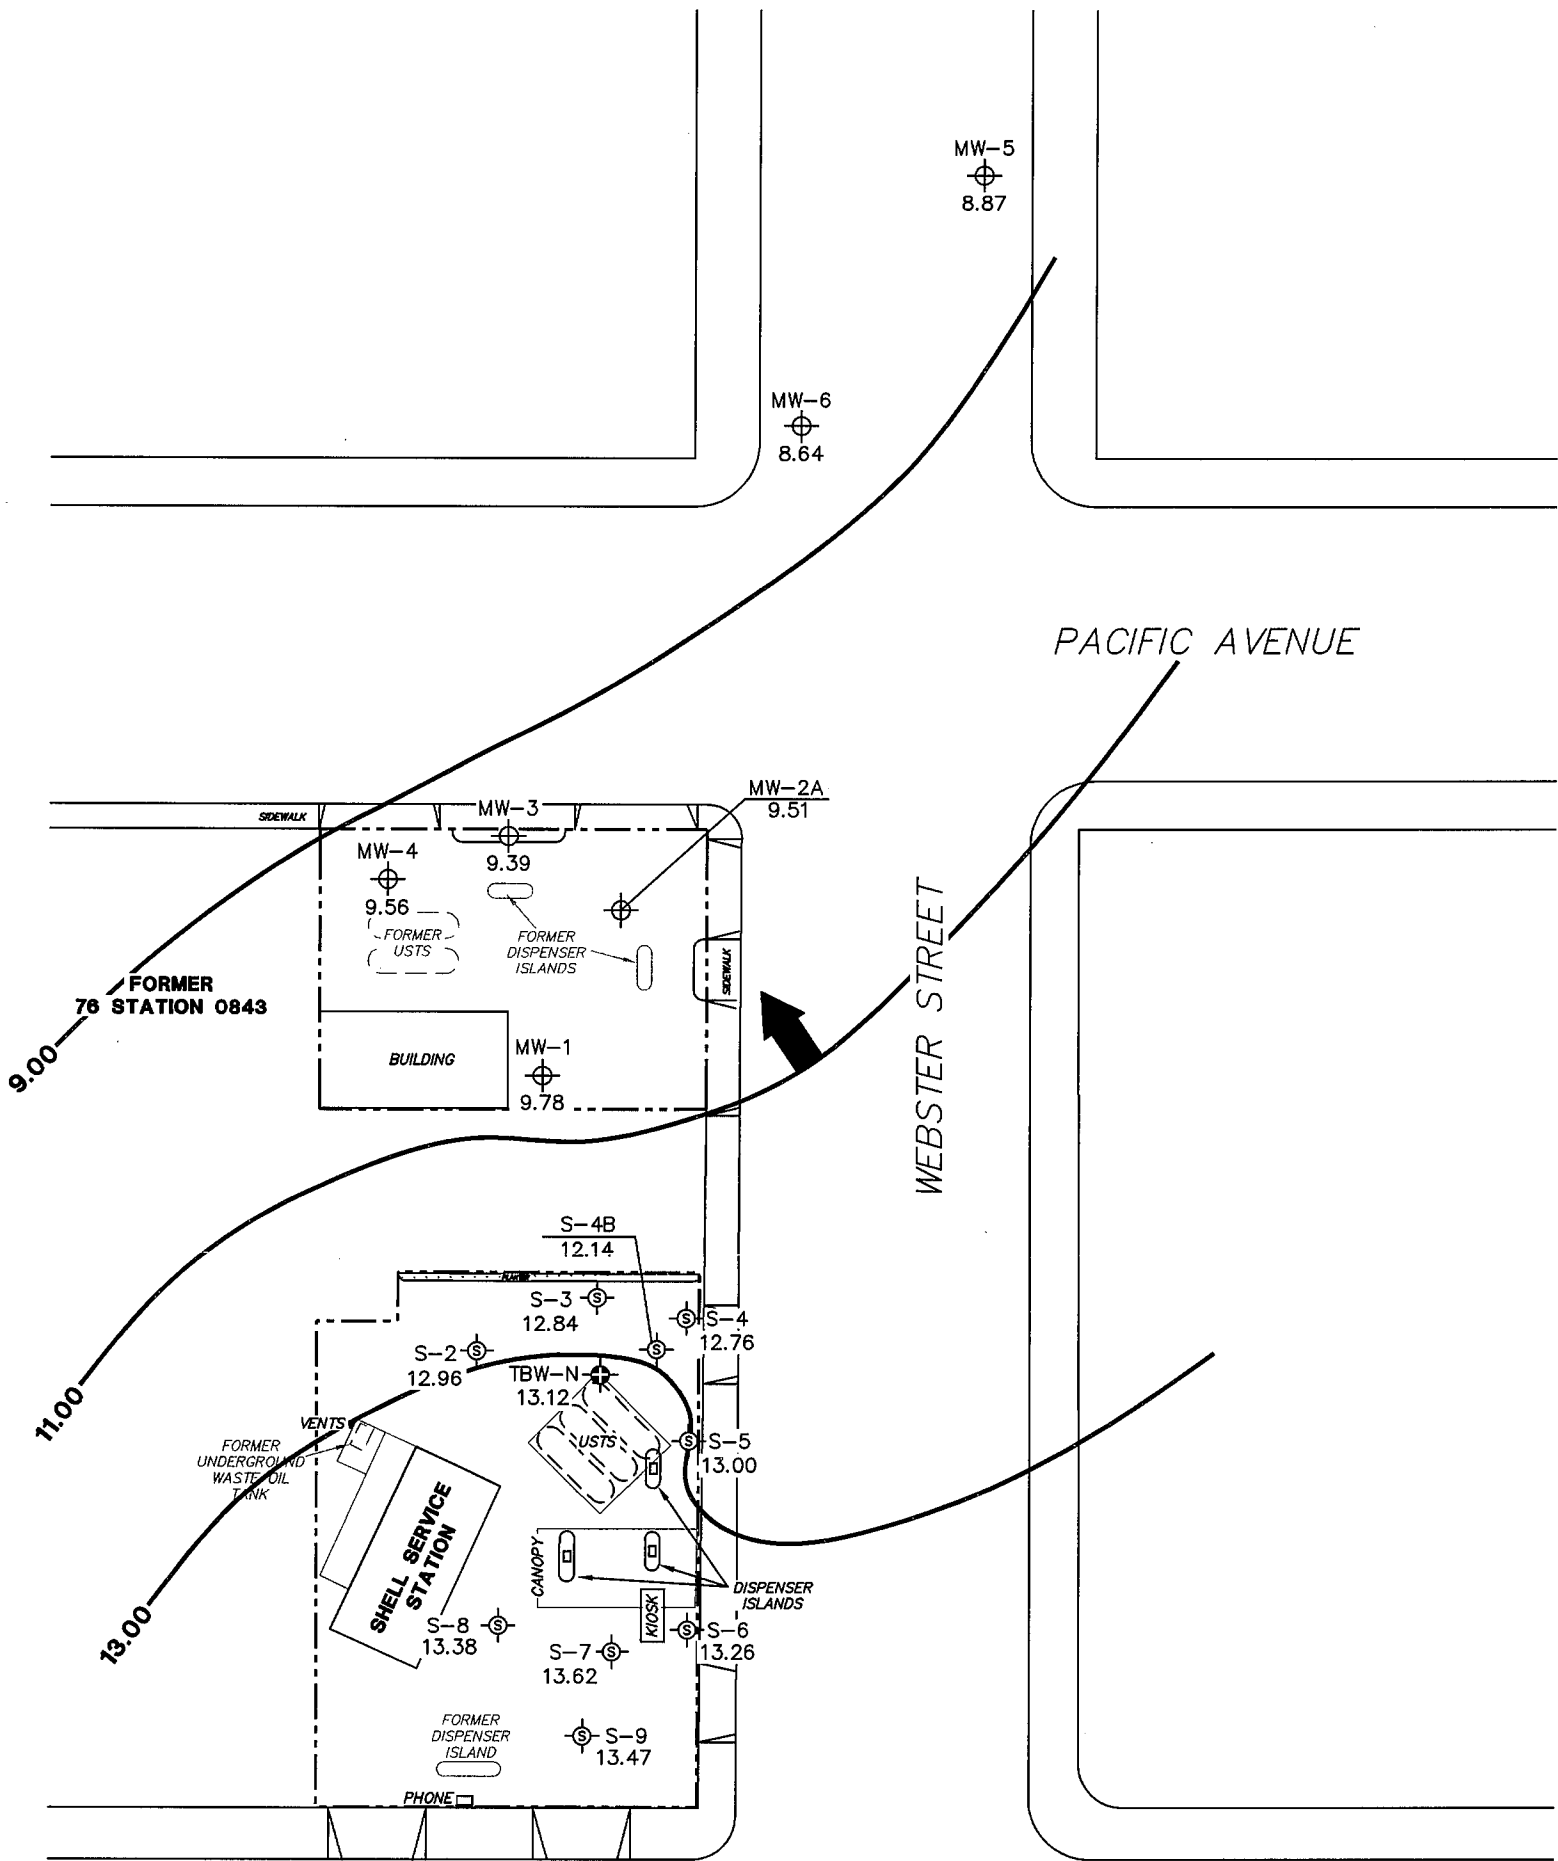 MW-5
8.87
MW-6
8.64
PACIFIC AVENUE
MW-2A
9.51
SIDEWALK
MW-3
9.39
MW-4
9.56
FORMER
USTS
FORMER
DISPENSER
ISLANDS
SIDEWALK
WEBSTER STREET
FORMER
76 STATION 0843
9.00
BUILDING
MW-1
9.78
S-4B
12.14
PLANTER
S-3
12.84
S-4
12.76
S-2
12.96
TBW-N
13.12
11.00
VENTS
FORMER
UNDERGROUND
WASTE OIL
TANK
USTS
S-5
13.00
SHELL SERVICE
STATION
CANOPY
DISPENSER
ISLANDS
KIOSK
13.00
S-8
13.38
S-6
13.26
S-7
13.62
FORMER
DISPENSER
ISLAND
S-9
13.47
PHONE